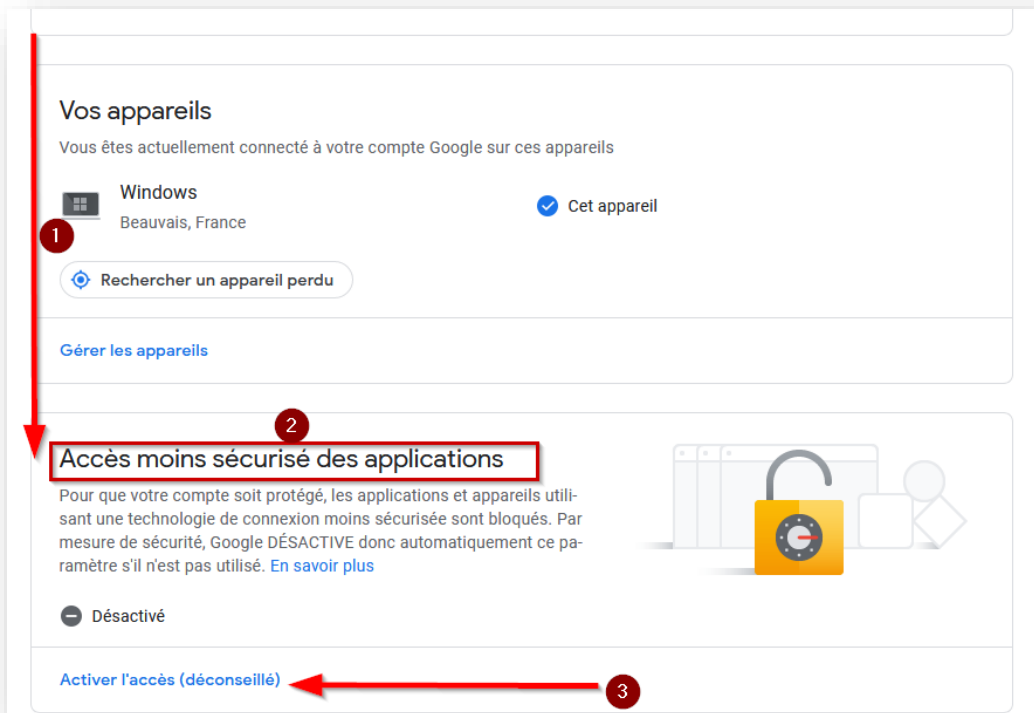 Vos appareils
Vous êtes actuellement connecté à votre compte Google sur ces appareils
Windows
Cet appareil
Beauvais, France
1
Rechercher un appareil perdu
Gérer les appareils
2
Accès moins sécurisé des applications
Pour que votre compte soit protégé, les applications et appareils utili-
sant une technologie de connexion moins sécurisée sont bloqués. Par
mesure de sécurité, Google DÉSACTIVE donc automatiquement ce pa-
ramètre s'il n'est pas utilisé. En savoir plus
Désactivé
Activer l'accès (déconseillé)
3